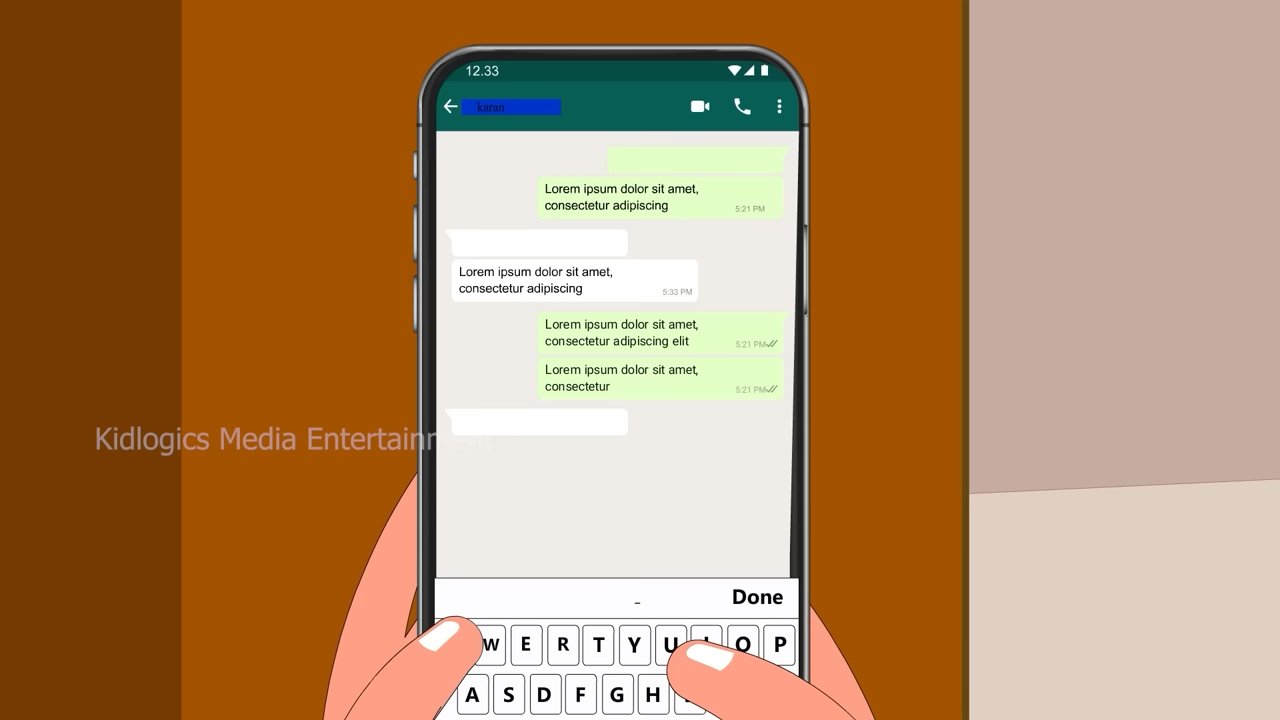 12.33
karan
Lorem ipsum dolor sit amet,
consectetur adipiscing
5:21 PM
Lorem ipsum dolor sit amet,
consectetur adipiscing
5:33 PM
Lorem ipsum dolor sit amet,
consectetur adipiscing elit
5:21 PM
Lorem ipsum dolor sit amet,
consectetur
5:21 PM
Kidlogics Media Entertainment
Done
W E R T Y U O P
A S D F G H